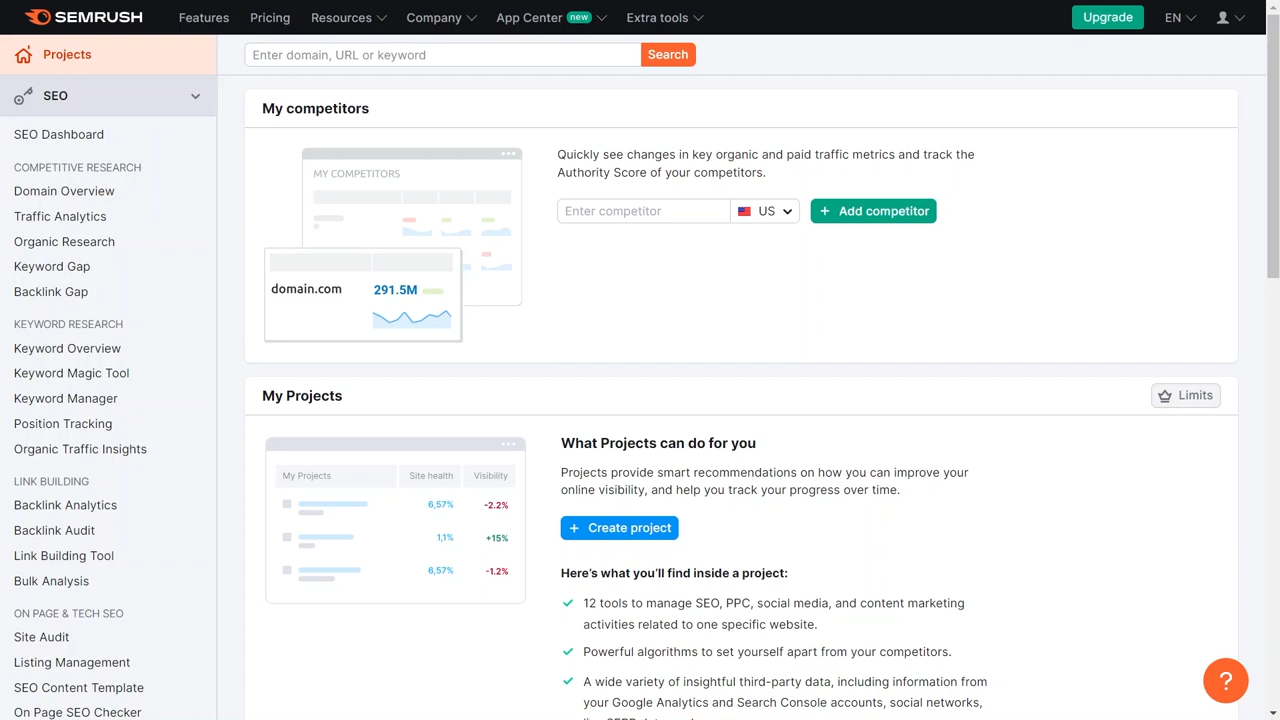 SEMRUSH
Features
Pricing
Resources
Company
App Center new
Extra tools
Upgrade
EN
Projects
Enter domain, URL or keyword
Search
SEO
SEO Dashboard
COMPETITIVE RESEARCH
Domain Overview
Traffic Analytics
Organic Research
Keyword Gap
Backlink Gap
KEYWORD RESEARCH
Keyword Overview
Keyword Magic Tool
Keyword Manager
Position Tracking
Organic Traffic Insights
LINK BUILDING
Backlink Analytics
Backlink Audit
Link Building Tool
Bulk Analysis
ON PAGE & TECH SEO
Site Audit
Listing Management
SEO Content Template
On Page SEO Checker
My competitors
MY COMPETITORS
domain.com
291.5M
Quickly see changes in key organic and paid traffic metrics and track the
Authority Score of your competitors.
Enter competitor
US
+ Add competitor
My Projects
Limits
My Projects Site health Visibility
6,57% -2.2%
1,1% +15%
6,57% -1.2%
What Projects can do for you
Projects provide smart recommendations on how you can improve your
online visibility, and help you track your progress over time.
+ Create project
Here's what you'll find inside a project:
12 tools to manage SEO, PPC, social media, and content marketing
activities related to one specific website.
Powerful algorithms to set yourself apart from your competitors.
A wide variety of insightful third-party data, including information from
your Google Analytics and Search Console accounts, social networks,
?